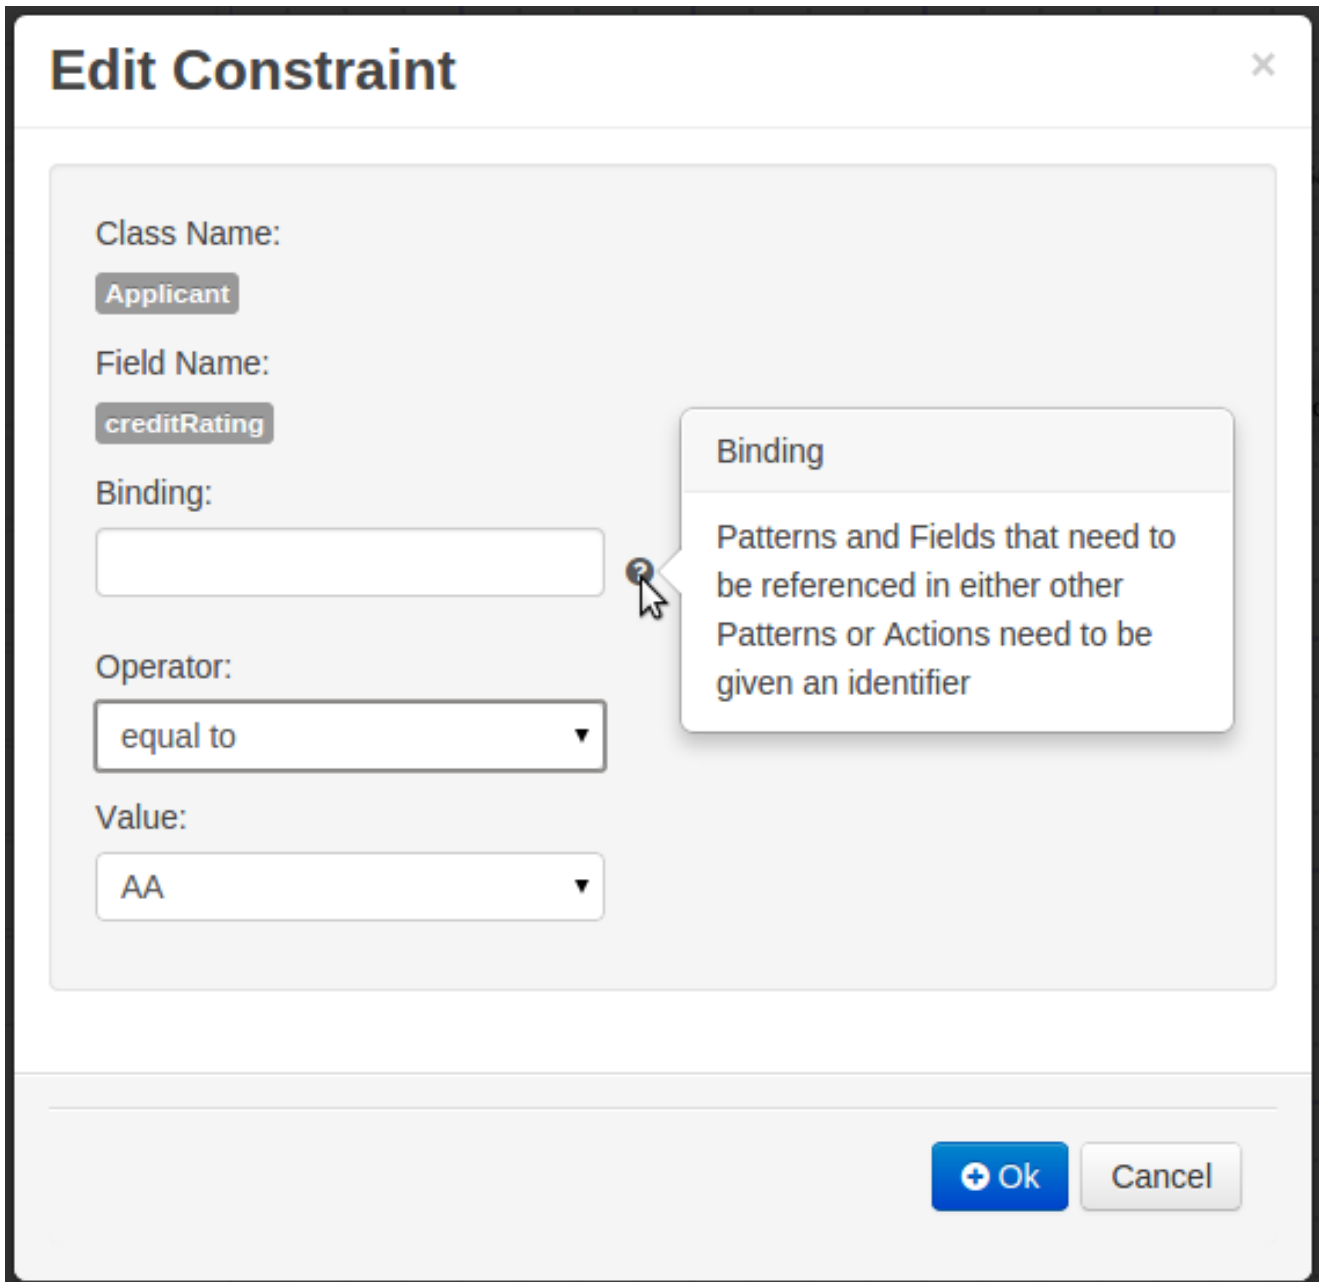 Edit Constraint
×
Class Name:
Applicant
Field Name:
creditRating
Binding:
?
Binding
Patterns and Fields that need to
be referenced in either other
Patterns or Actions need to be
given an identifier
Operator:
equal to
Value:
AA
Ok
Cancel